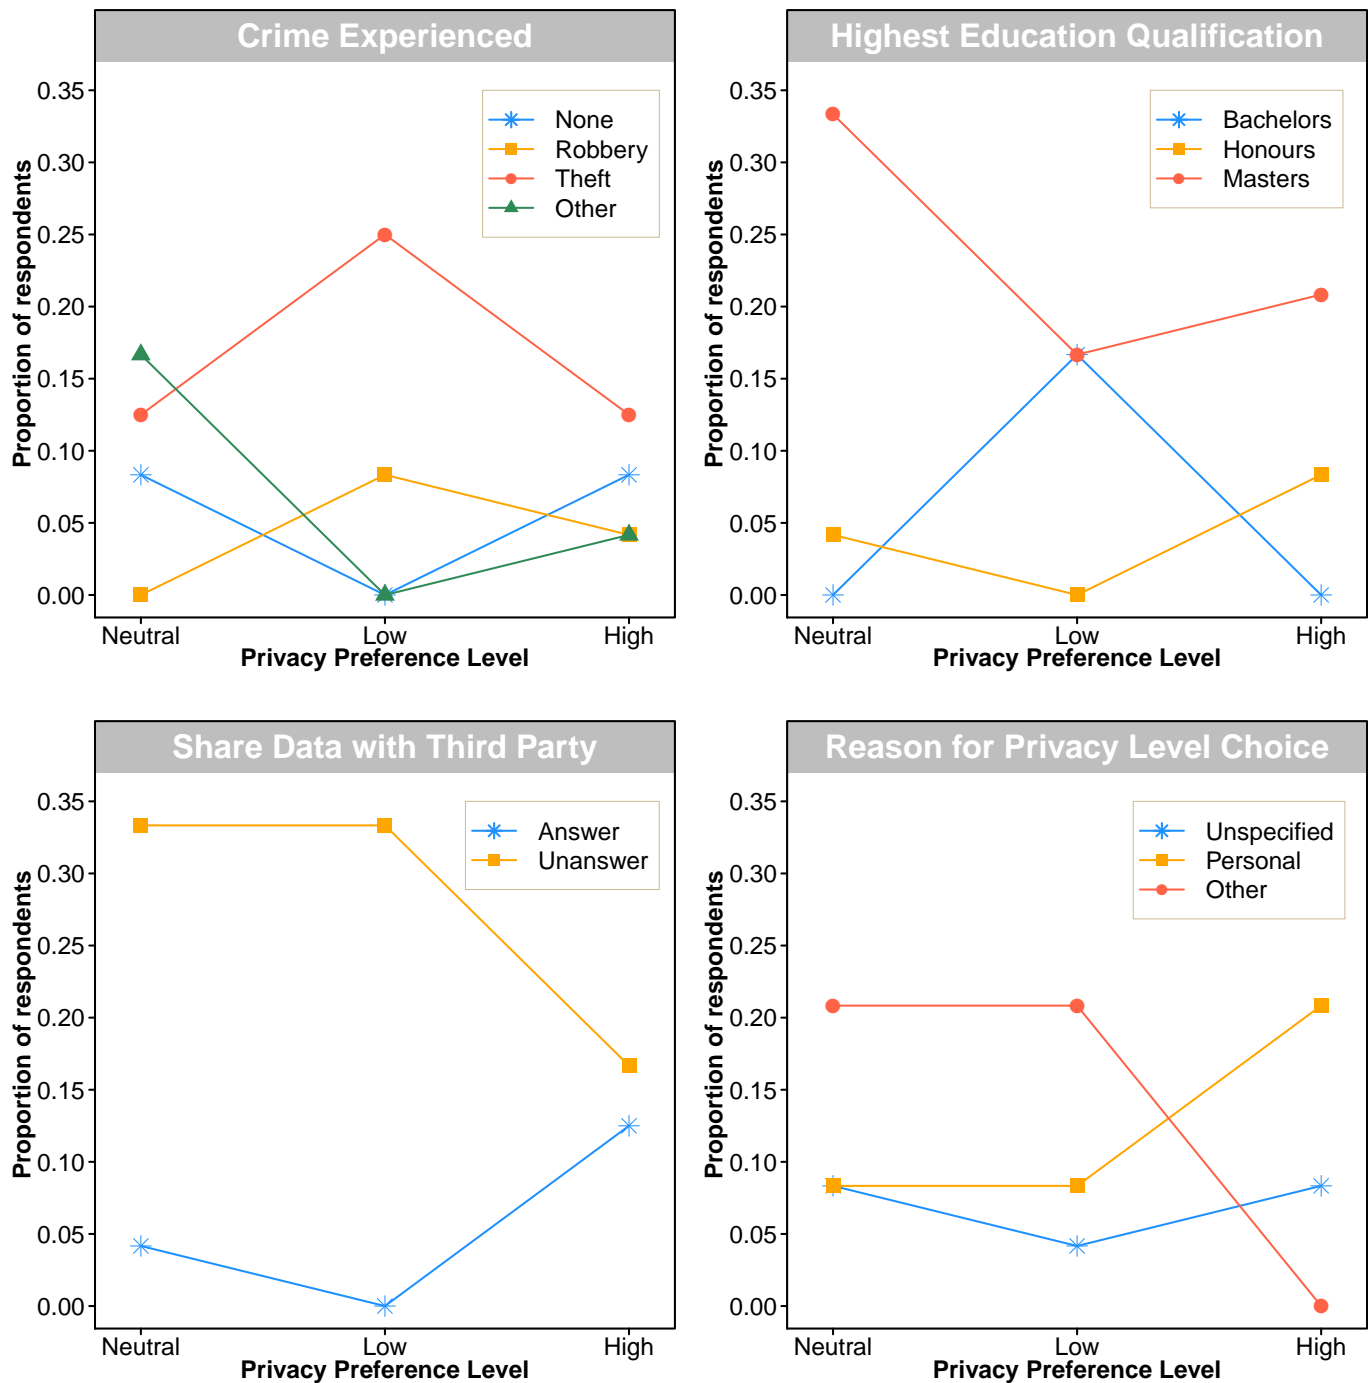 Crime Experienced
0.35
0.30
0.25
0.20
0.15
0.10
0.05
0.00
Proportion of respondents
None
Robbery
Theft
Other
Neutral Low High
Privacy Preference Level
Highest Education Qualification
0.35
0.30
0.25
0.20
0.15
0.10
0.05
0.00
Proportion of respondents
Bachelors
Honours
Masters
Neutral Low High
Privacy Preference Level
Share Data with Third Party
0.35
0.30
0.25
0.20
0.15
0.10
0.05
0.00
Proportion of respondents
Answer
Unanswer
Neutral Low High
Privacy Preference Level
Reason for Privacy Level Choice
0.35
0.30
0.25
0.20
0.15
0.10
0.05
0.00
Proportion of respondents
Unspecified
Personal
Other
Neutral Low High
Privacy Preference Level